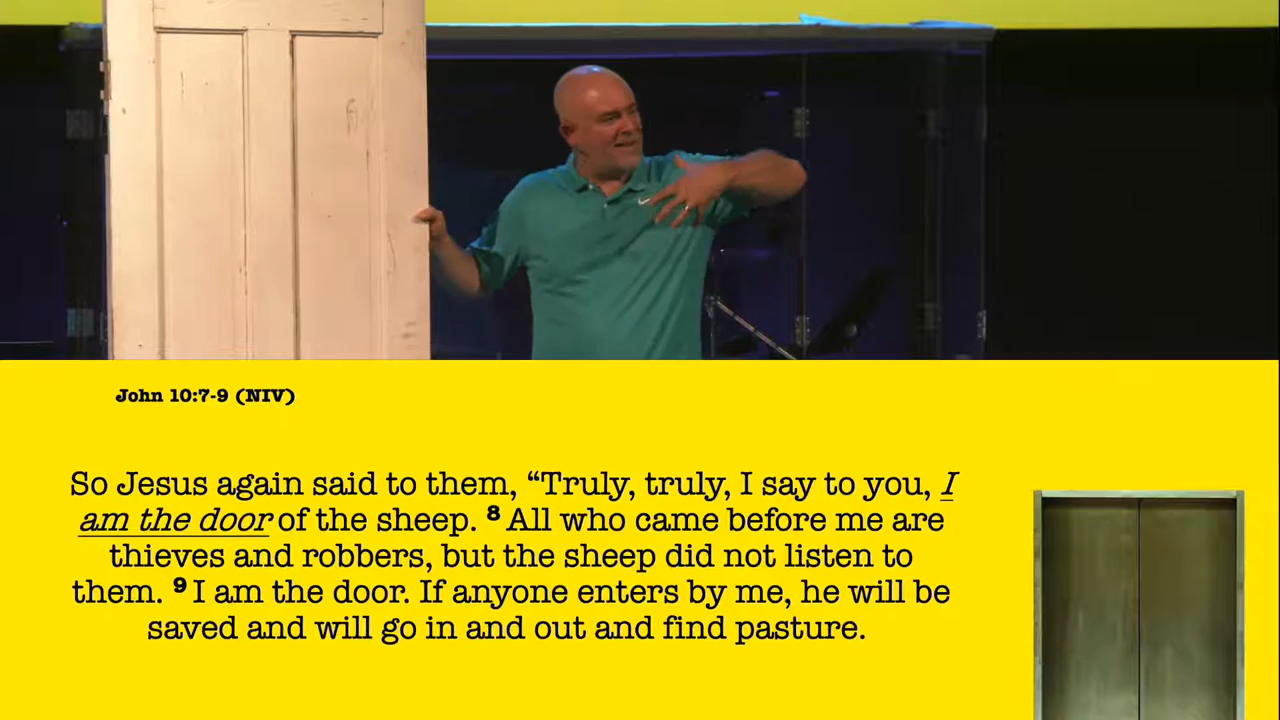 John 10:7-9 (NIV)
So Jesus again said to them, “Truly, truly, I say to you, I
am the door of the sheep. 8 All who came before me are
thieves and robbers, but the sheep did not listen to
them. 9 I am the door. If anyone enters by me, he will be
saved and will go in and out and find pasture.